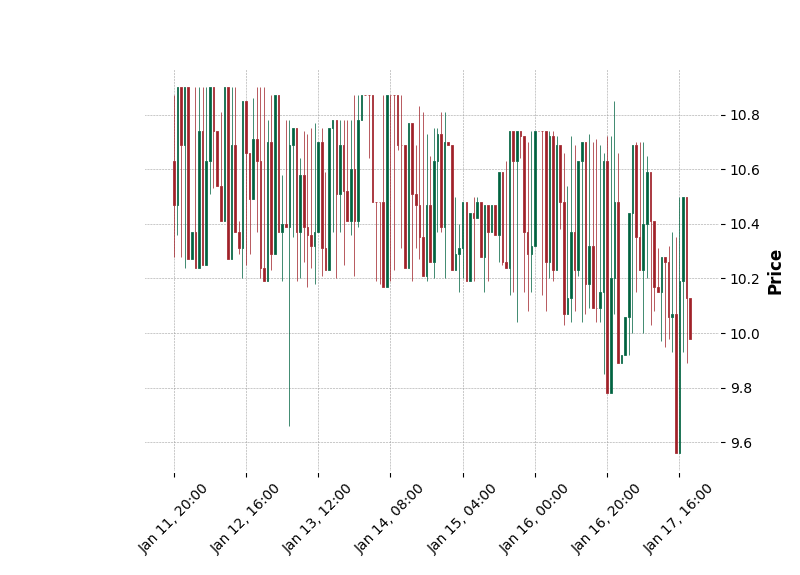 10.8
10.6
10.4
10.2
10.0
9.8
9.6
Price
Jan 11, 20:00
Jan 12, 16:00
Jan 13, 12:00
Jan 14, 08:00
Jan 15, 04:00
Jan 16, 00:00
Jan 16, 20:00
Jan 17, 16:00